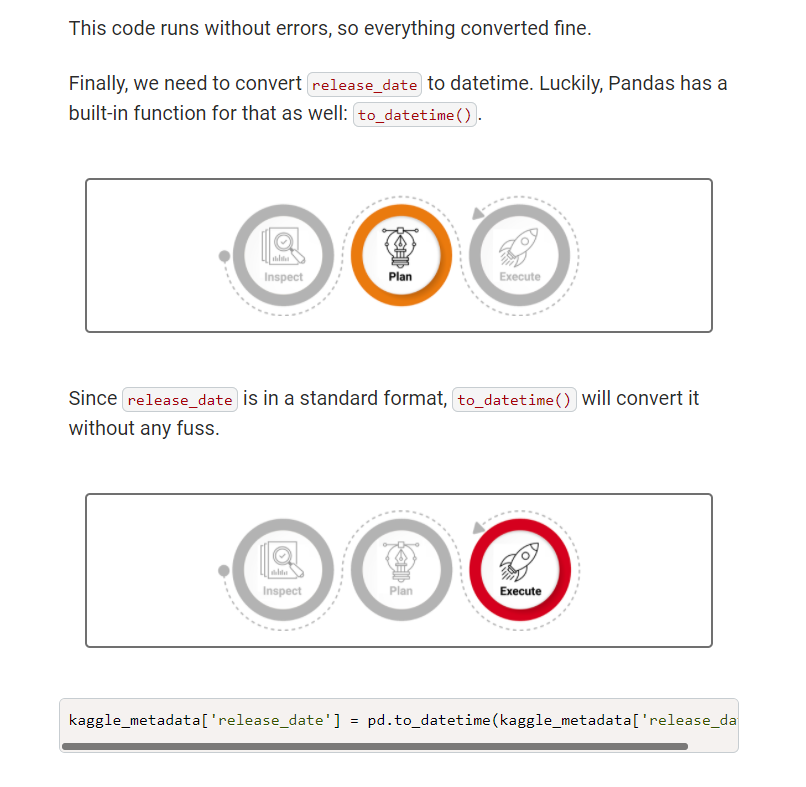 This code runs without errors, so everything converted fine.
Finally, we need to convert release_date to datetime. Luckily, Pandas has a
built-in function for that as well: to_datetime().
Inspect Plan Execute
Since release_date is in a standard format, to_datetime() will convert it
without any fuss.
Inspect Plan Execute
kaggle_metadata['release_date'] = pd.to_datetime(kaggle_metadata['release_da